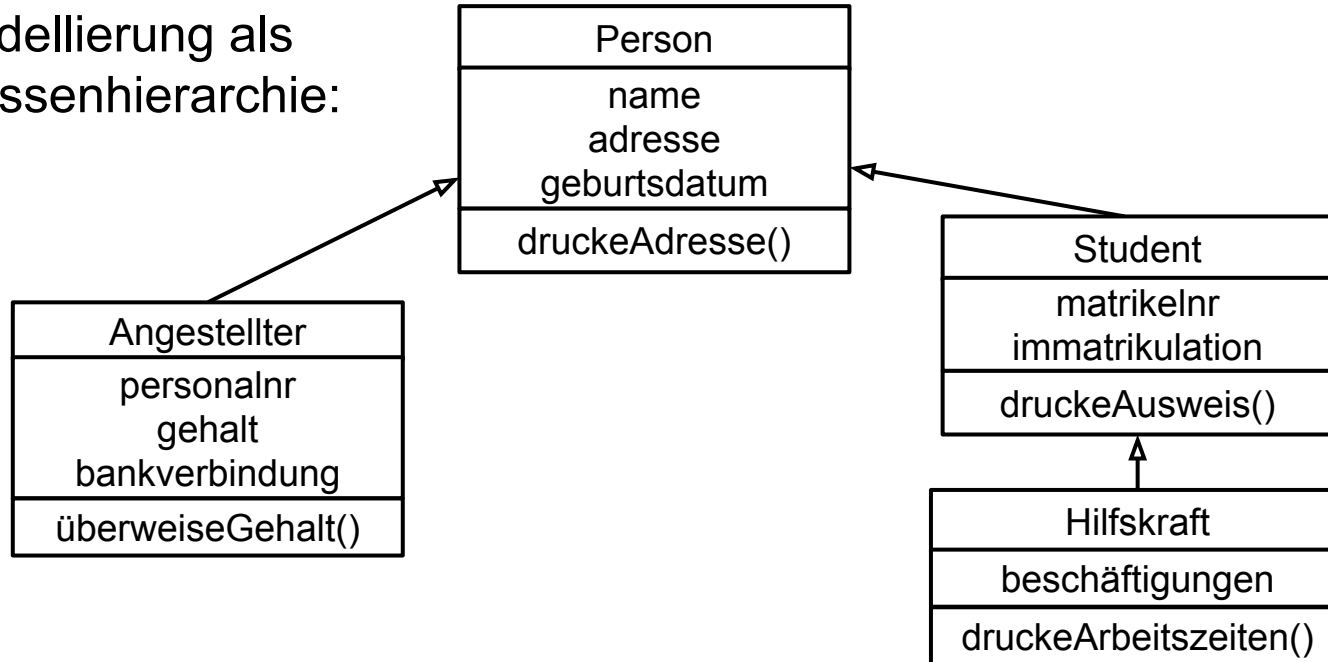 dellierung als
ssenhierarchie:
Person
name
adresse
geburtsdatum
druckeAdresse()
Angestellter
personalnr
gehalt
bankverbindung
überweiseGehalt()
Student
matrikelnr
immatrikulation
druckeAusweis()
Hilfskraft
beschäftigungen
druckeArbeitszeiten()